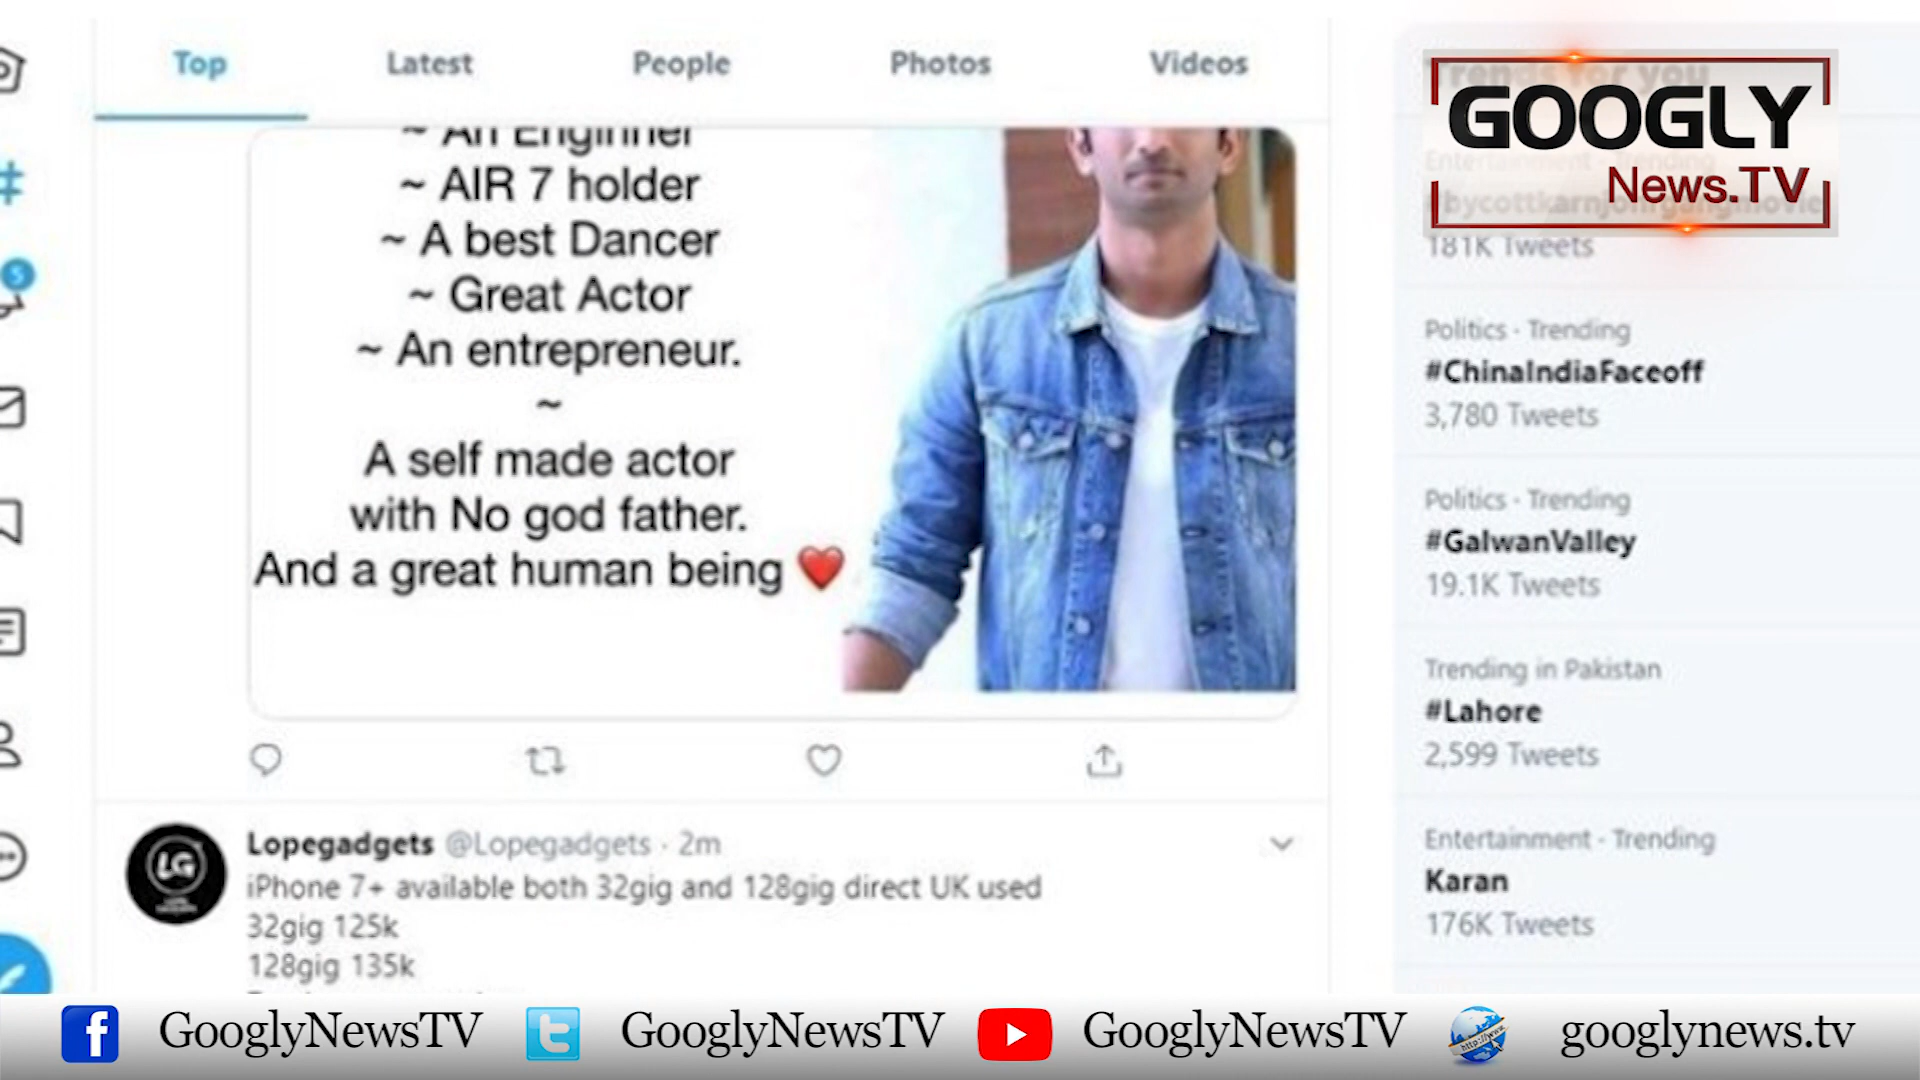 Top
Latest
People
Photos
Videos
~ An Enginner
~ AIR 7 holder
~ A best Dancer
~ Great Actor
~ An entrepreneur.
~
A self made actor
with No god father.
And a great human being ❤️
Lopegadgets @Lopegadgets · 2m
iPhone 7+ available both 32gig and 128gig direct UK used
32gig 125k
128gig 135k
5
GOOGLY
News.TV
Trends for you
Entertainment · Trending
181K Tweets
Politics · Trending
#ChinaIndiaFaceoff
3,780 Tweets
Politics · Trending
#GalwanValley
19.1K Tweets
Trending in Pakistan
#Lahore
2,599 Tweets
Entertainment · Trending
Karan
176K Tweets
LG
GooglyNewsTV
GooglyNewsTV
GooglyNewsTV
googlynews.tv